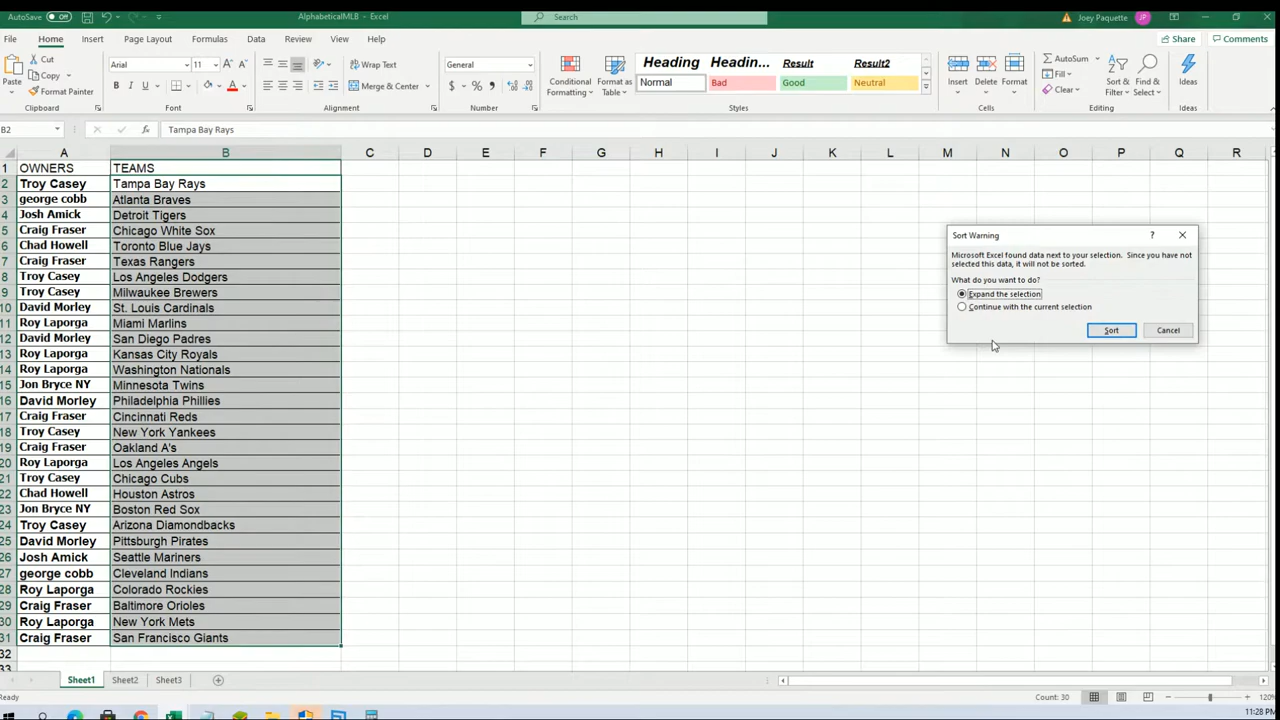 AutoSave Off AlphabeticalMLB - Excel Search Joey Paquette JP
File Home Insert Page Layout Formulas Data Review View Help Share Comments
Paste Cut Copy Format Painter Clipboard
Arial 11 A A B I U A Font
Wrap Text Merge & Center Alignment
General $ % , Number
Conditional Formatting Format as Table
Heading Headin... Result Result2
Normal Bad Good Neutral Styles
Insert Delete Format Cells
AutoSum Fill Clear Sort & Filter Find & Select Editing
Ideas Ideas
B2 fx Tampa Bay Rays
A B C D E F G H I J K L M N O P Q R
1 OWNERS TEAMS
2 Troy Casey Tampa Bay Rays
3 george cobb Atlanta Braves
4 Josh Amick Detroit Tigers
5 Craig Fraser Chicago White Sox
6 Chad Howell Toronto Blue Jays
7 Craig Fraser Texas Rangers
8 Troy Casey Los Angeles Dodgers
9 Troy Casey Milwaukee Brewers
10 David Morley St. Louis Cardinals
11 Roy Laporga Miami Marlins
12 David Morley San Diego Padres
13 Roy Laporga Kansas City Royals
14 Roy Laporga Washington Nationals
15 Jon Bryce NY Minnesota Twins
16 David Morley Philadelphia Phillies
17 Craig Fraser Cincinnati Reds
18 Troy Casey New York Yankees
19 Craig Fraser Oakland A's
20 Roy Laporga Los Angeles Angels
21 Troy Casey Chicago Cubs
22 Chad Howell Houston Astros
23 Jon Bryce NY Boston Red Sox
24 Troy Casey Arizona Diamondbacks
25 David Morley Pittsburgh Pirates
26 Josh Amick Seattle Mariners
27 george cobb Cleveland Indians
28 Roy Laporga Colorado Rockies
29 Craig Fraser Baltimore Orioles
30 Roy Laporga New York Mets
31 Craig Fraser San Francisco Giants
32
33
Sort Warning ?
Microsoft Excel found data next to your selection. Since you have not
selected this data, it will not be sorted.
What do you want to do?
Expand the selection
Continue with the current selection
Sort Cancel
Sheet1 Sheet2 Sheet3
Ready Count: 30 120%
11:28 PM